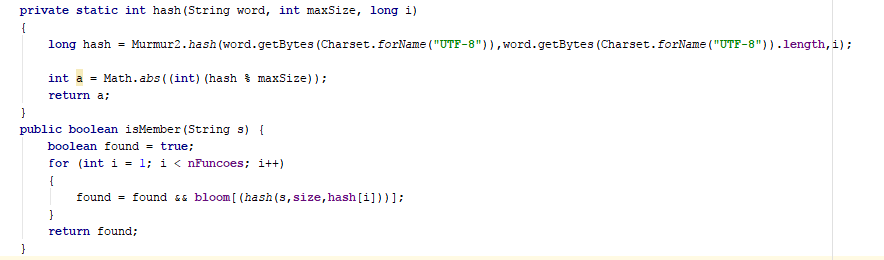 private static int hash(String word, int maxSize, long i)
{
long hash = Murmur2.hash(word.getBytes(Charset.forName("UTF-8")),word.getBytes(Charset.forName("UTF-8")).length,i);
int a = Math.abs((int)(hash % maxSize));
return a;
}
public boolean isMember(String s) {
boolean found = true;
for (int i = 1; i < nFuncoes; i++)
{
found = found && bloom[(hash(s,size,hash[i]))];
}
return found;
}